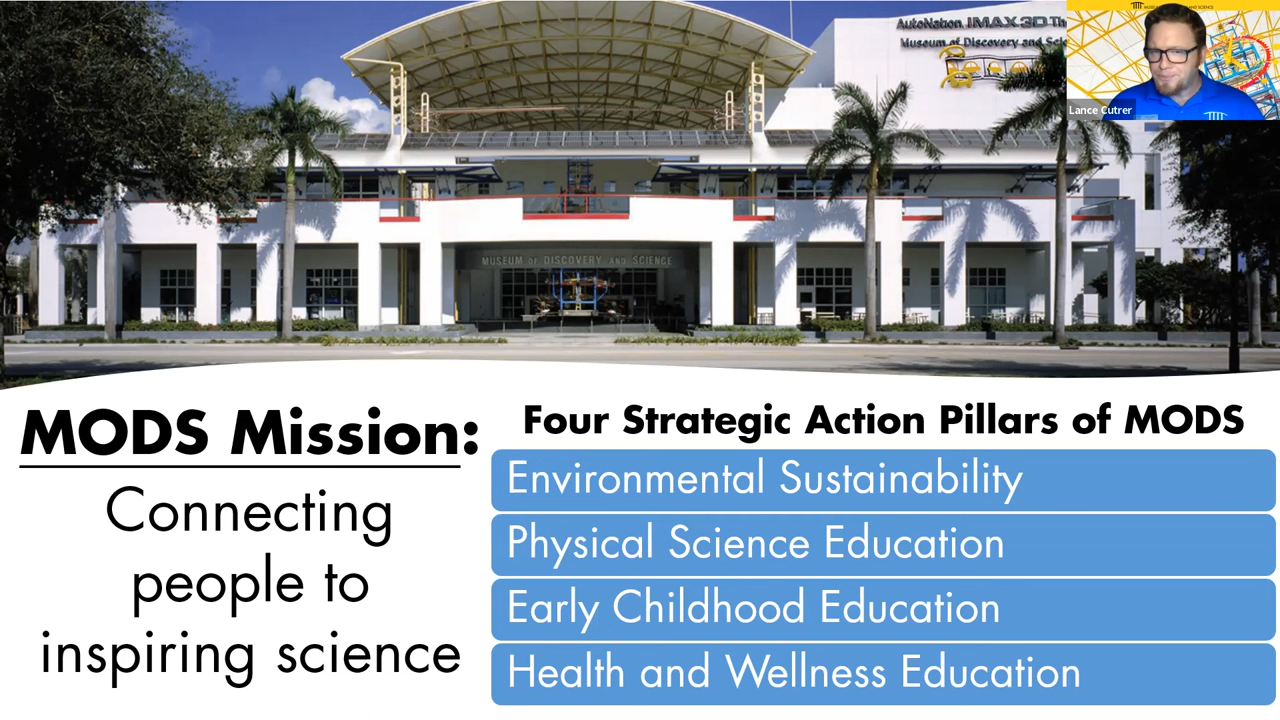 AutoNation IMAX 3D Th
Museum of Discovery and Scie
Lance Cutrer
MUSEUM OF DISCOVERY AND SCIENCE
MODS Mission:
Connecting
people to
inspiring science
Four Strategic Action Pillars of MODS
Environmental Sustainability
Physical Science Education
Early Childhood Education
Health and Wellness Education